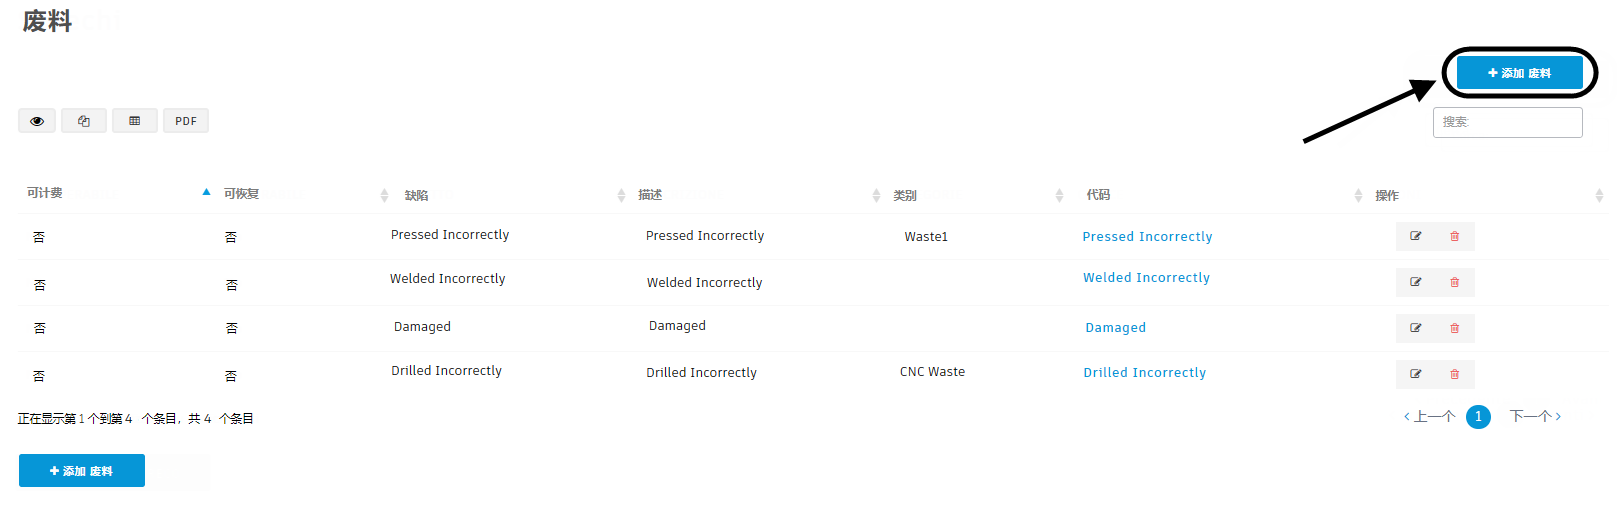 废料
添加 废料
PDF
搜索:
可计费 可恢复 缺陷 描述 类别 代码 操作
否 否 Pressed Incorrectly Pressed Incorrectly Waste1 Pressed Incorrectly
否 否 Welded Incorrectly Welded Incorrectly Welded Incorrectly
否 否 Damaged Damaged Damaged
否 否 Drilled Incorrectly Drilled Incorrectly CNC Waste Drilled Incorrectly
正在显示第 1 个到第 4 个条目，共 4 个条目 上一个 1 下一个
添加 废料